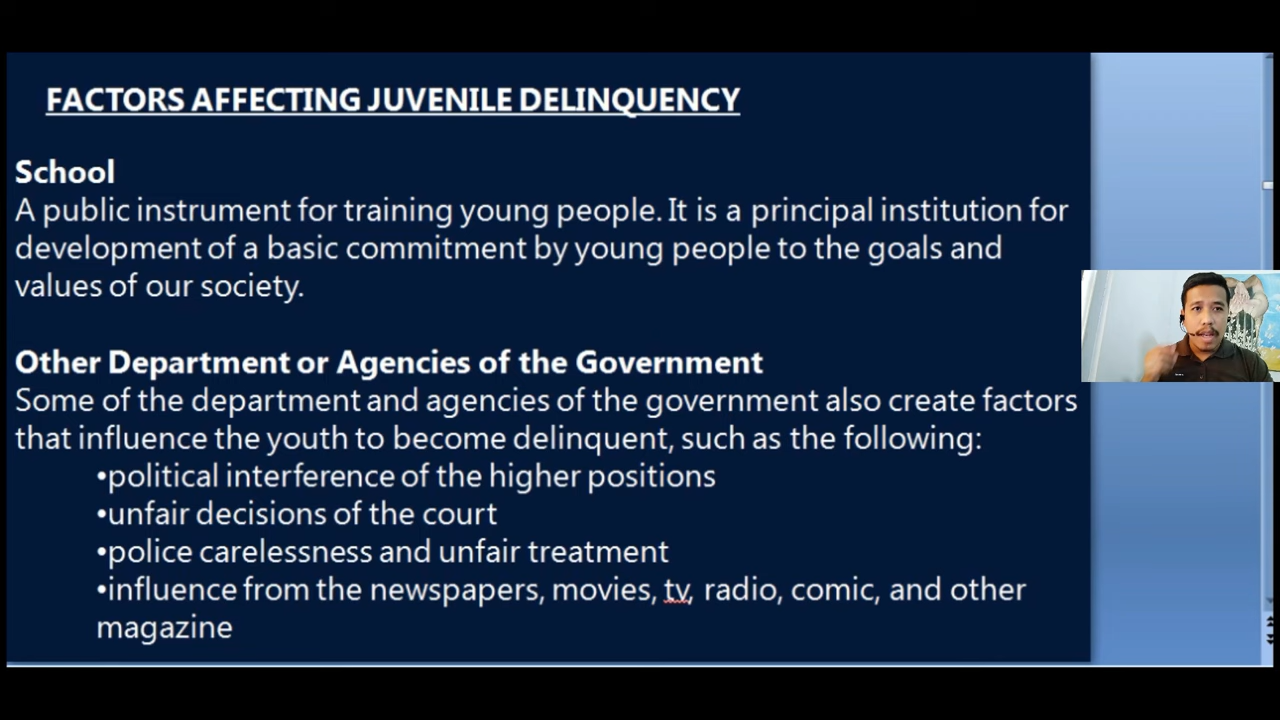 FACTORS AFFECTING JUVENILE DELINQUENCY
School
A public instrument for training young people. It is a principal institution for
development of a basic commitment by young people to the goals and
values of our society.
Other Department or Agencies of the Government
Some of the department and agencies of the government also create factors
that influence the youth to become delinquent, such as the following:
•political interference of the higher positions
•unfair decisions of the court
•police carelessness and unfair treatment
•influence from the newspapers, movies, tv, radio, comic, and other
magazine